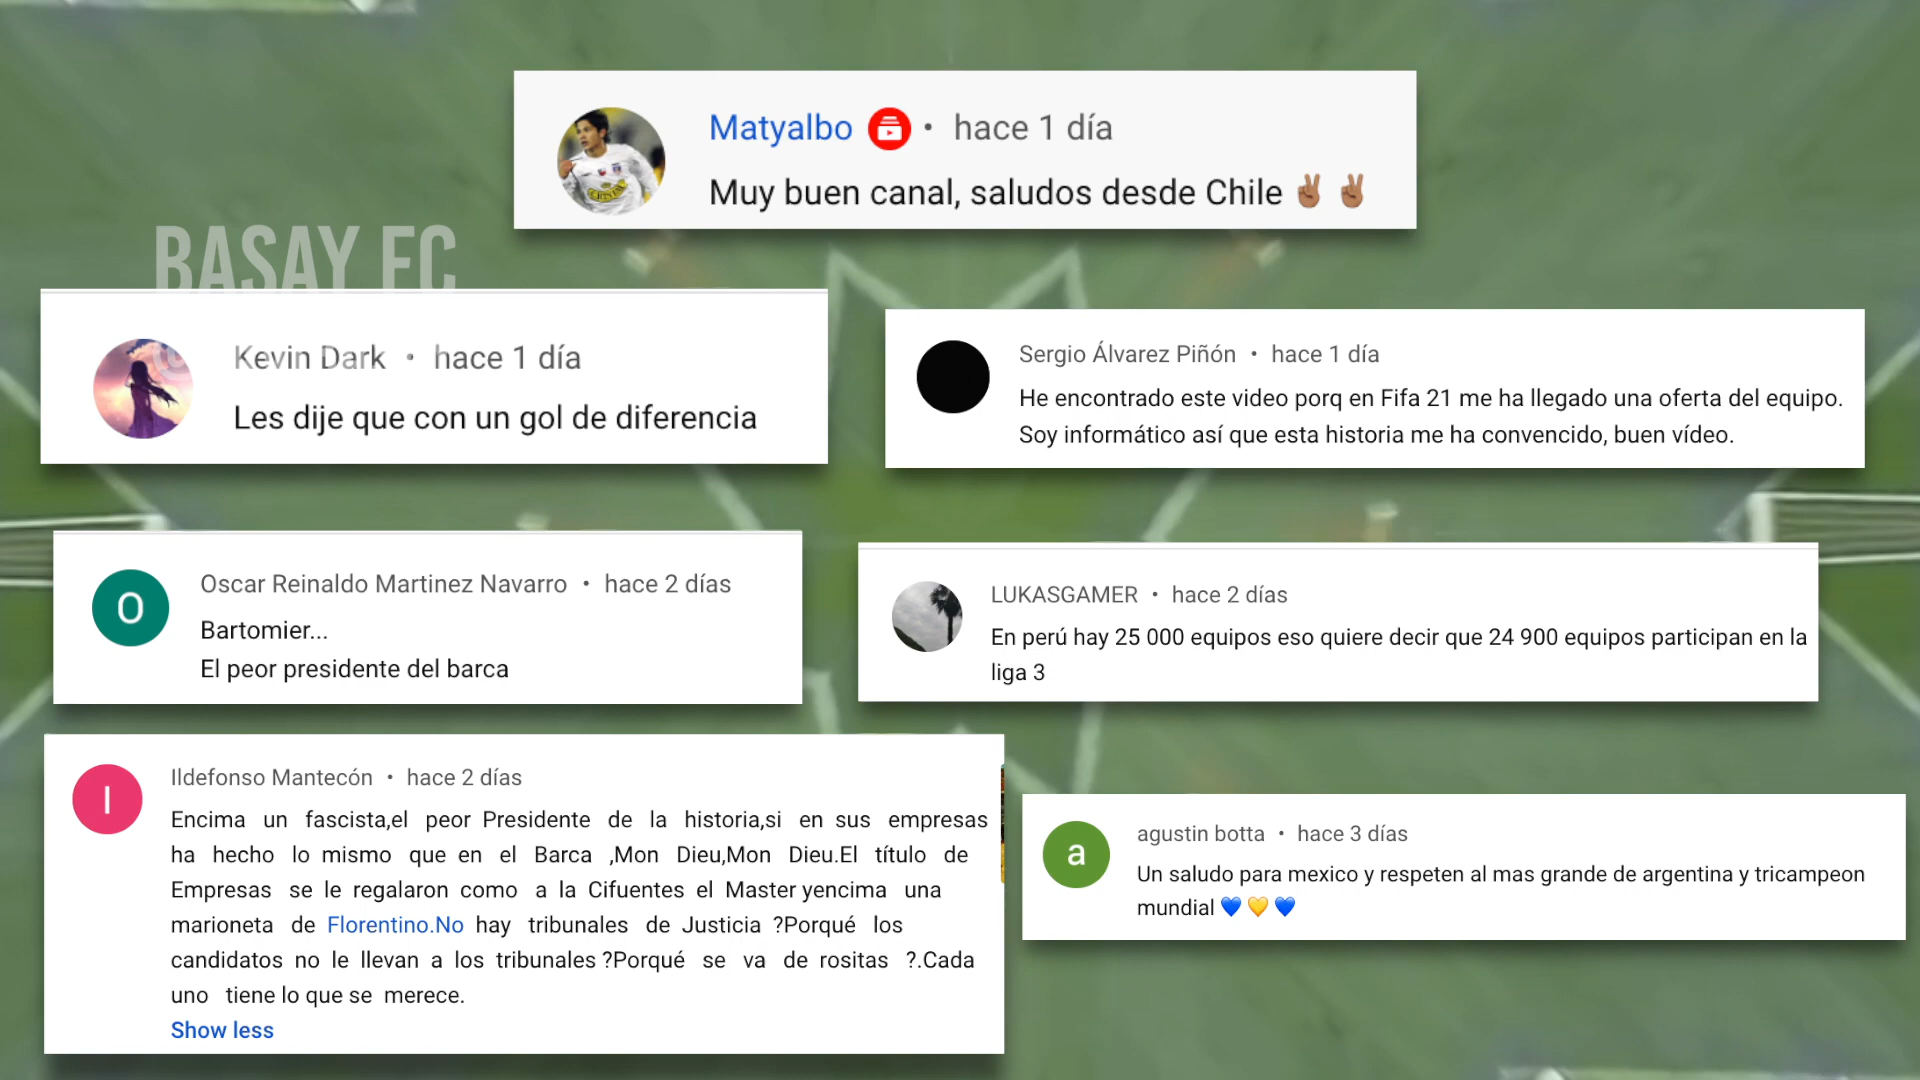 Matyalbo • hace 1 día
Muy buen canal, saludos desde Chile ✌🏾 ✌🏾
BASAY FC
Kevin Dark • hace 1 día
Les dije que con un gol de diferencia
Sergio Álvarez Piñón • hace 1 día
He encontrado este video porq en Fifa 21 me ha llegado una oferta del equipo.
Soy informático así que esta historia me ha convencido, buen vídeo.
O
Oscar Reinaldo Martinez Navarro • hace 2 días
Bartomier...
El peor presidente del barca
LUKASGAMER • hace 2 días
En perú hay 25 000 equipos eso quiere decir que 24 900 equipos participan en la
liga 3
I
Ildefonso Mantecón • hace 2 días
Encima un fascista,el peor Presidente de la historia,si en sus empresas
ha hecho lo mismo que en el Barca ,Mon Dieu,Mon Dieu.El título de
Empresas se le regalaron como a la Cifuentes el Master yencima una
marioneta de Florentino.No hay tribunales de Justicia ?Porqué los
candidatos no le llevan a los tribunales ?Porqué se va de rositas ?.Cada
uno tiene lo que se merece.
Show less
a
agustin botta • hace 3 días
Un saludo para mexico y respeten al mas grande de argentina y tricampeon
mundial 💙 💛 💙